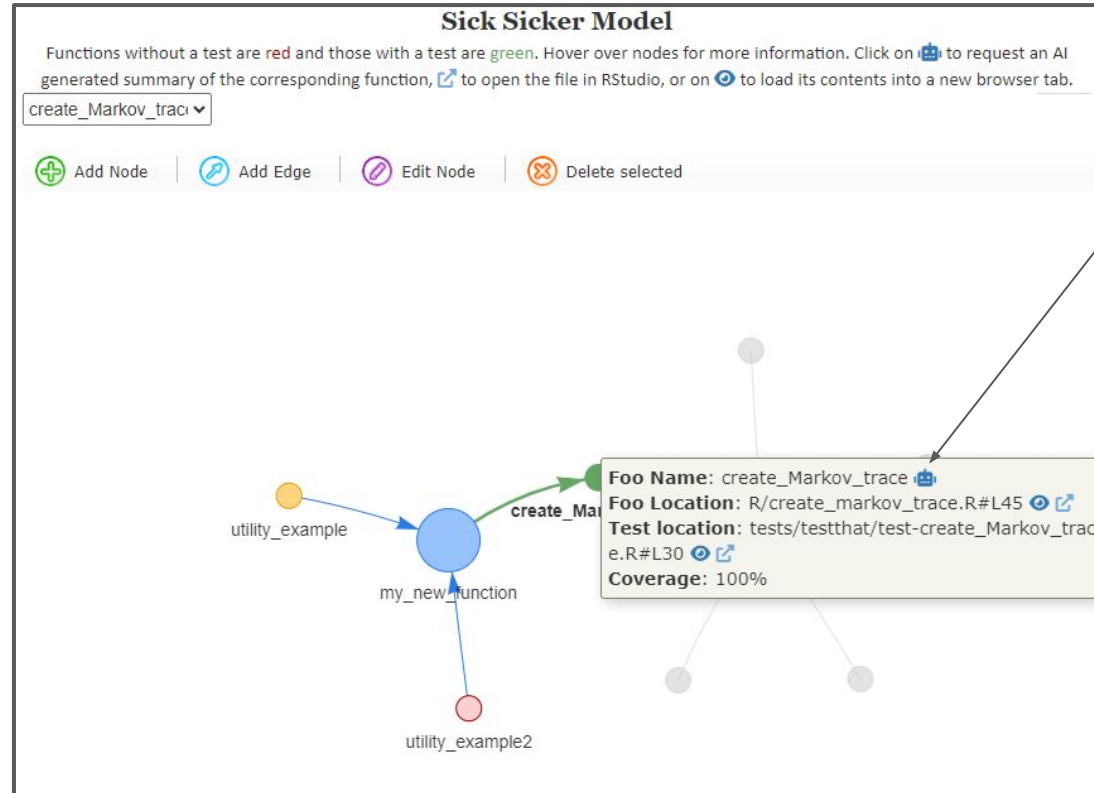 Sick Sicker Model
Functions without a test are red and those with a test are green. Hover over nodes for more information. Click on to request an AI
generated summary of the corresponding function, to open the file in RStudio, or on to load its contents into a new browser tab.
create_Markov_trac
Add Node
Add Edge
Edit Node
Delete selected
Foo Name: create_Markov_trace
Foo Location: R/create_markov_trace.R#L45
Test location: tests/testthat/test-create_Markov_trac
e.R#L30
Coverage: 100%
create_Mar
utility_example
my_new_function
utility_example2